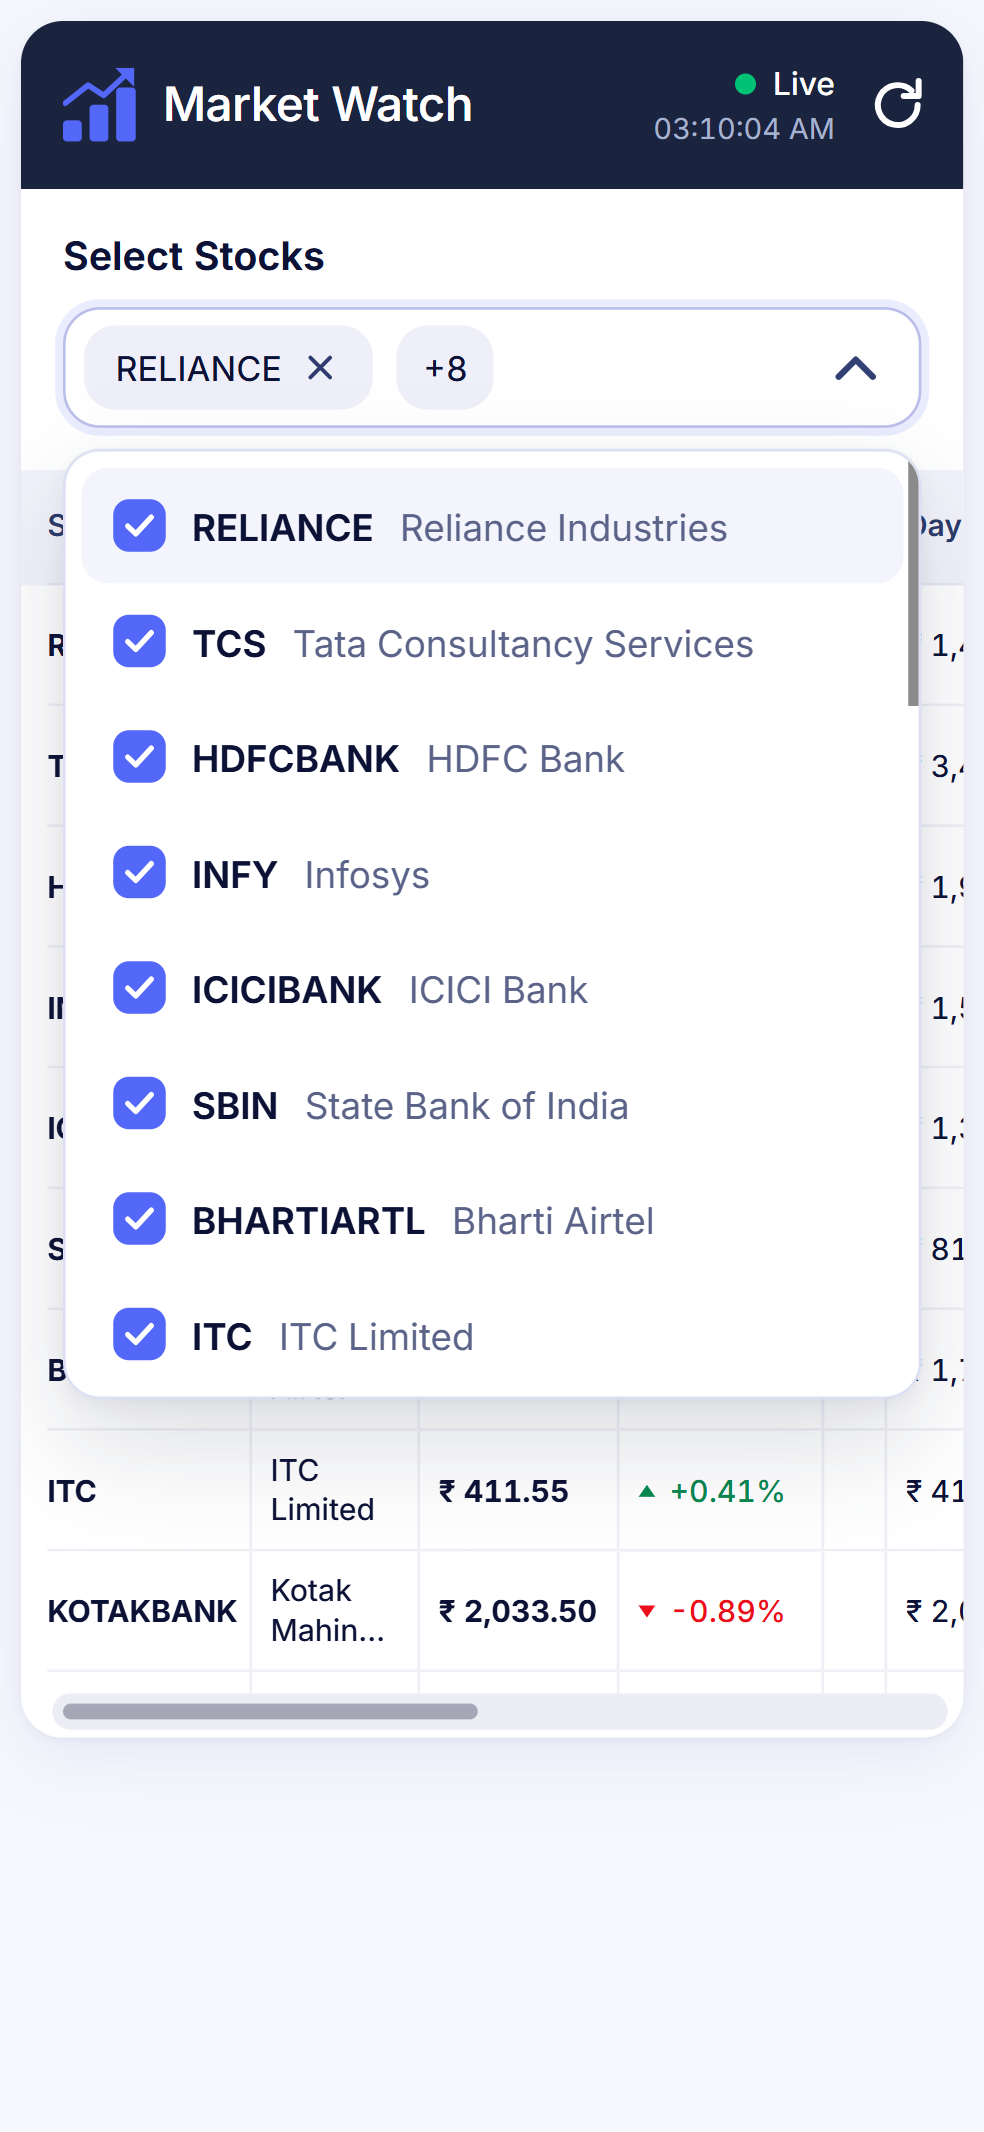 Market Watch
Live
03:10:04 AM
Select Stocks
RELIANCE
+8
RELIANCE Reliance Industries
TCS Tata Consultancy Services
HDFCBANK HDFC Bank
INFY Infosys
ICICIBANK ICICI Bank
SBIN State Bank of India
BHARTIARTL Bharti Airtel
ITC ITC Limited
ITC
ITC
Limited
₹ 411.55
+0.41%
₹ 41
KOTAKBANK
Kotak
Mahin...
₹ 2,033.50
-0.89%
₹ 2,